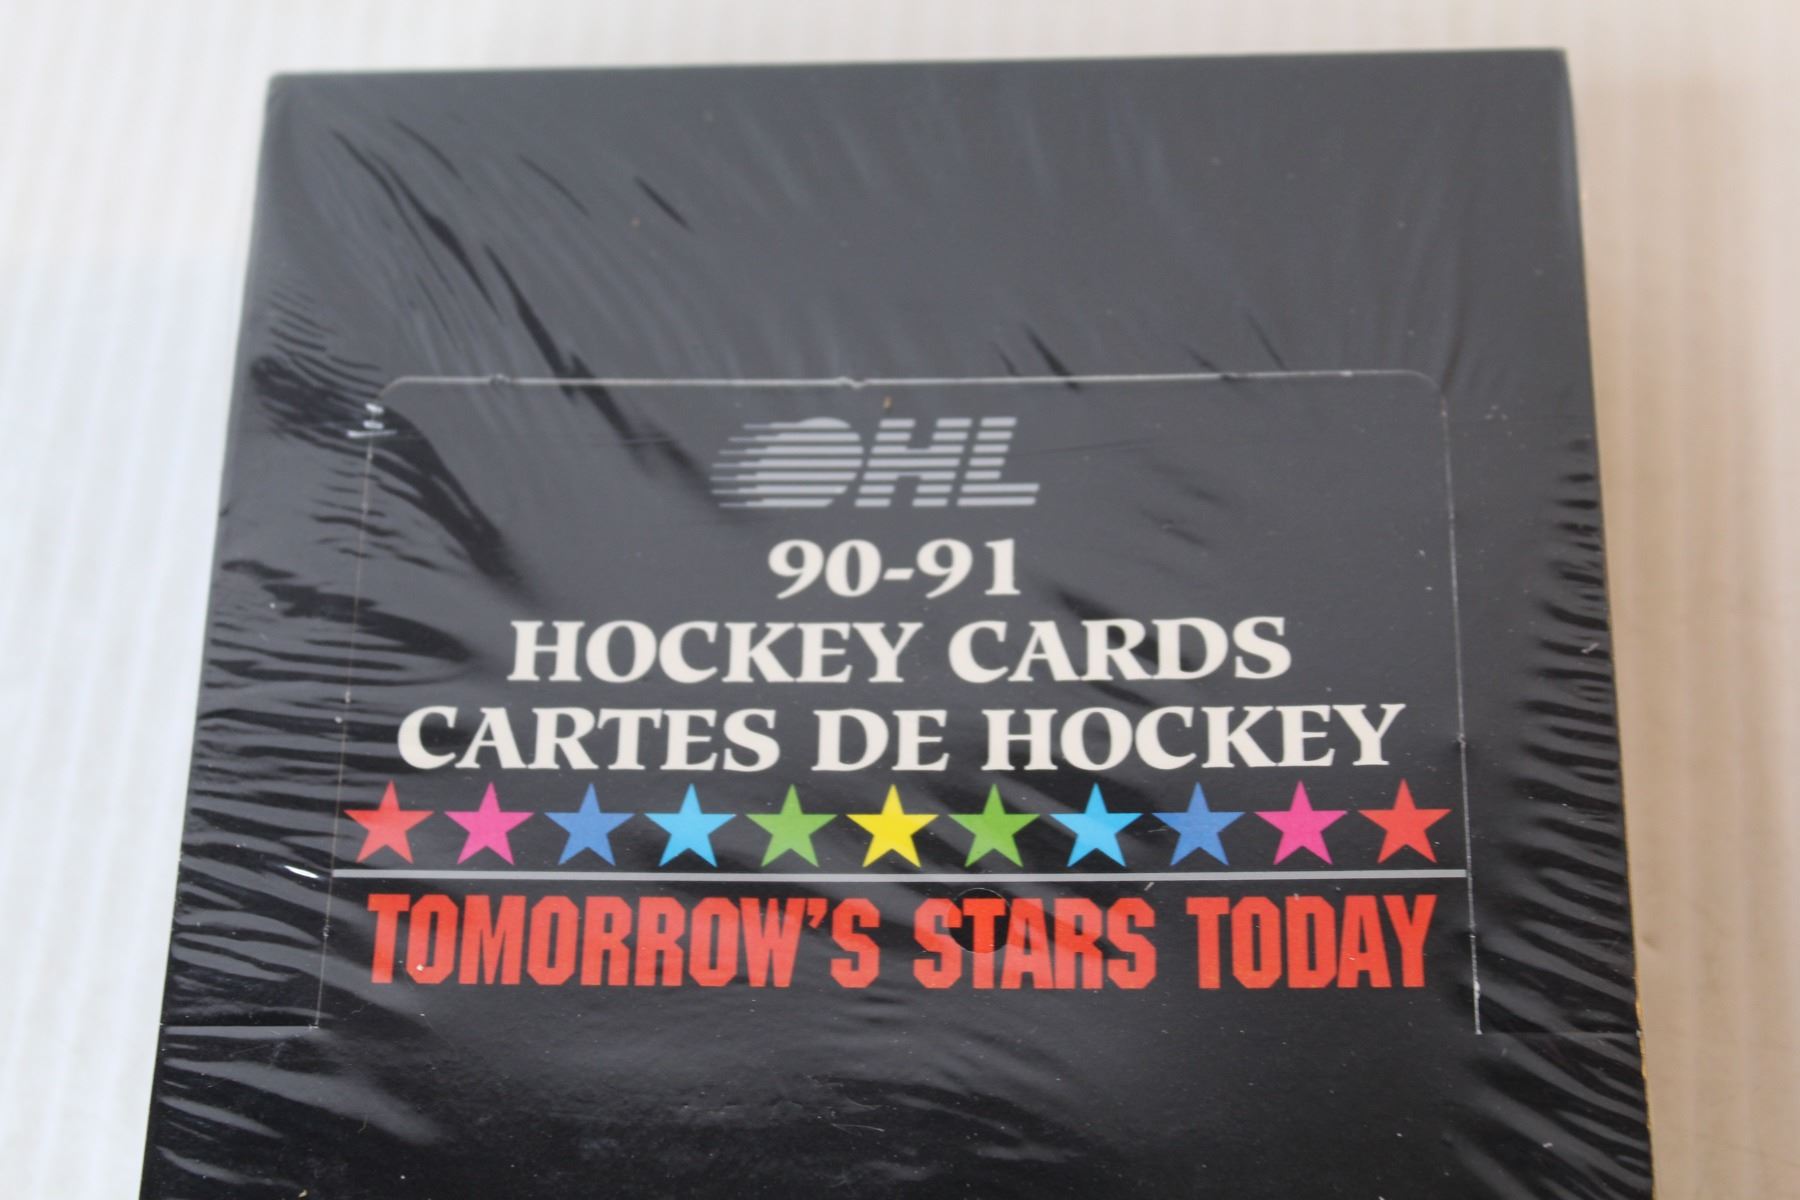 OHL
90-91
HOCKEY CARDS
CARTES DE HOCKEY
TOMORROW'S STARS TODAY